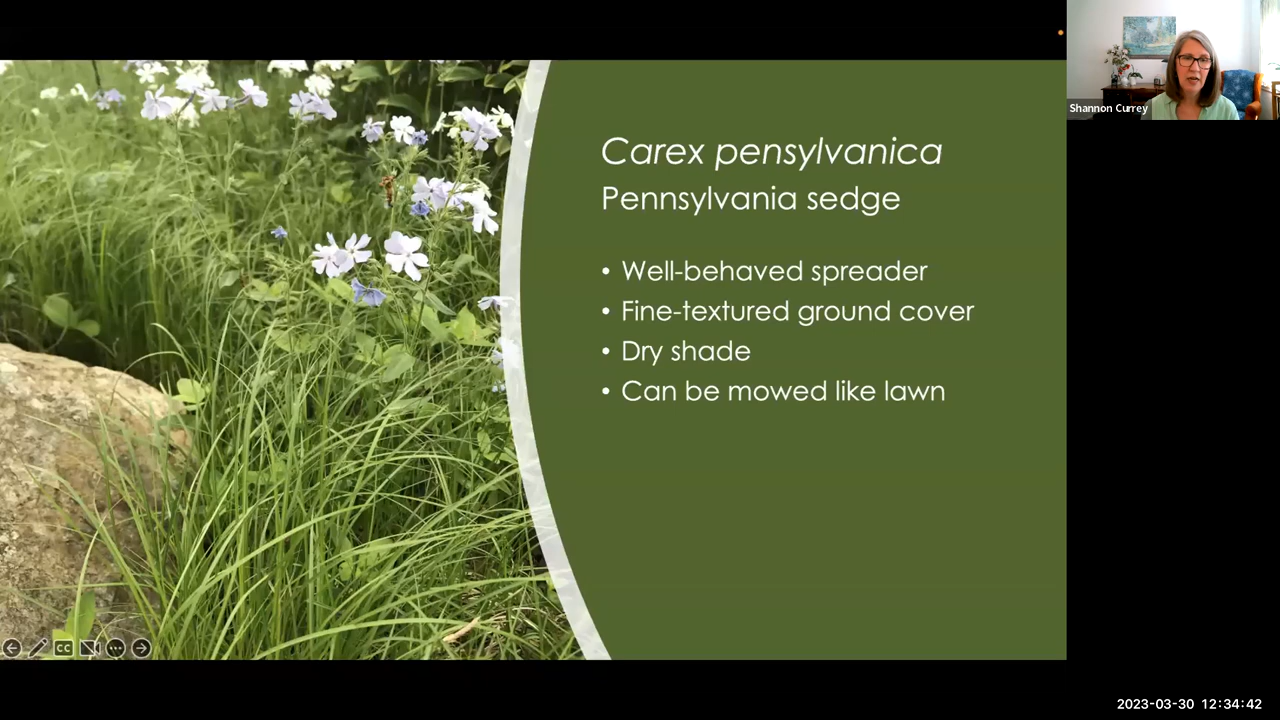 Shannon Currey
Carex pensylvanica
Pennsylvania sedge
• Well-behaved spreader
• Fine-textured ground cover
• Dry shade
• Can be mowed like lawn
CC
2023-03-30 12:34:42